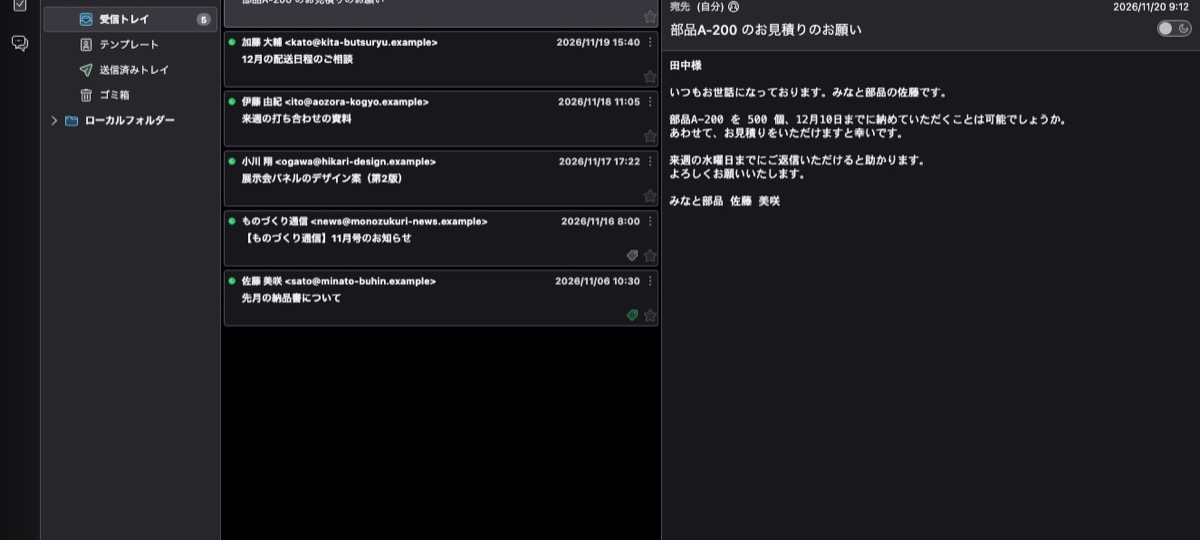 受信トレイ 5
テンプレート
送信済みトレイ
ゴミ箱
ローカルフォルダー
部品A-200 のお見積りのお願い
加藤 大輔 <kato@kita-butsuryu.example> 2026/11/19 15:40
12月の配送日程のご相談
伊藤 由紀 <ito@aozora-kogyo.example> 2026/11/18 11:05
来週の打ち合わせの資料
小川 翔 <ogawa@hikari-design.example> 2026/11/17 17:22
展示会パネルのデザイン案（第2版）
ものづくり通信 <news@monozukuri-news.example> 2026/11/16 8:00
【ものづくり通信】11月号のお知らせ
佐藤 美咲 <sato@minato-buhin.example> 2026/11/06 10:30
先月の納品書について
宛先 (自分) 2026/11/20 9:12
部品A-200 のお見積りのお願い
田中様
いつもお世話になっております。みなと部品の佐藤です。
部品A-200 を 500 個、12月10日までに納めていただくことは可能でしょうか。
あわせて、お見積りをいただけますと幸いです。
来週の水曜日までにご返信いただけると助かります。
よろしくお願いいたします。
みなと部品 佐藤 美咲